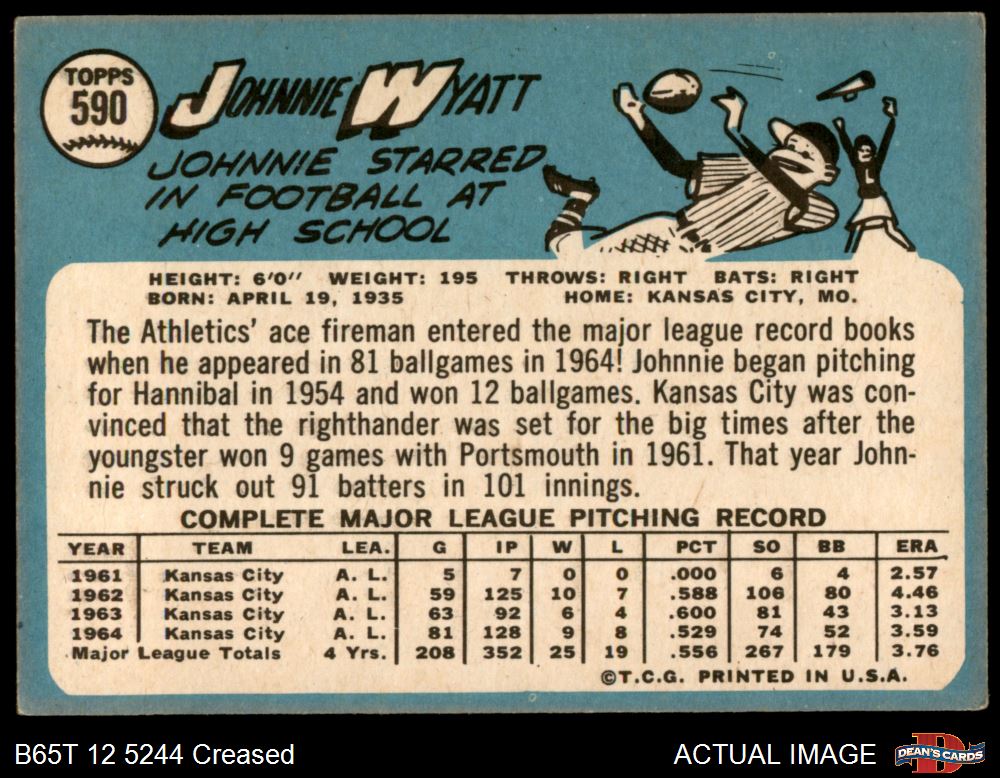 TOPPS
590
JOHNNIE WYATT
JOHNNIE STARRED
IN FOOTBALL AT
HIGH SCHOOL
L
HEIGHT: 6'0" WEIGHT: 195 THROWS: RIGHT BATS: RIGHT
BORN: APRIL 19, 1935 HOME: KANSAS CITY, MO.
The Athletics' ace fireman entered the major league record books
when he appeared in 81 ballgames in 1964! Johnnie began pitching
for Hannibal in 1954 and won 12 ballgames. Kansas City was con-
vinced that the righthander was set for the big times after the
youngster won 9 games with Portsmouth in 1961. That year John-
nie struck out 91 batters in 101 innings.
COMPLETE MAJOR LEAGUE PITCHING RECORD
YEAR TEAM LEA. G IP W L PCT SO BB ERA
1961 Kansas City A. L. 5 7 0 0 .000 6 4 2.57
1962 Kansas City A. L. 59 125 10 7 .588 106 80 4.46
1963 Kansas City A. L. 63 92 6 4 .600 81 43 3.13
1964 Kansas City A. L. 81 128 9 8 .529 74 52 3.59
Major League Totals 4 Yrs. 208 352 25 19 .556 267 179 3.76
©T.C.G. PRINTED IN U.S.A.
B65T 12 5244 Creased ACTUAL IMAGE DEAN'S CARDS